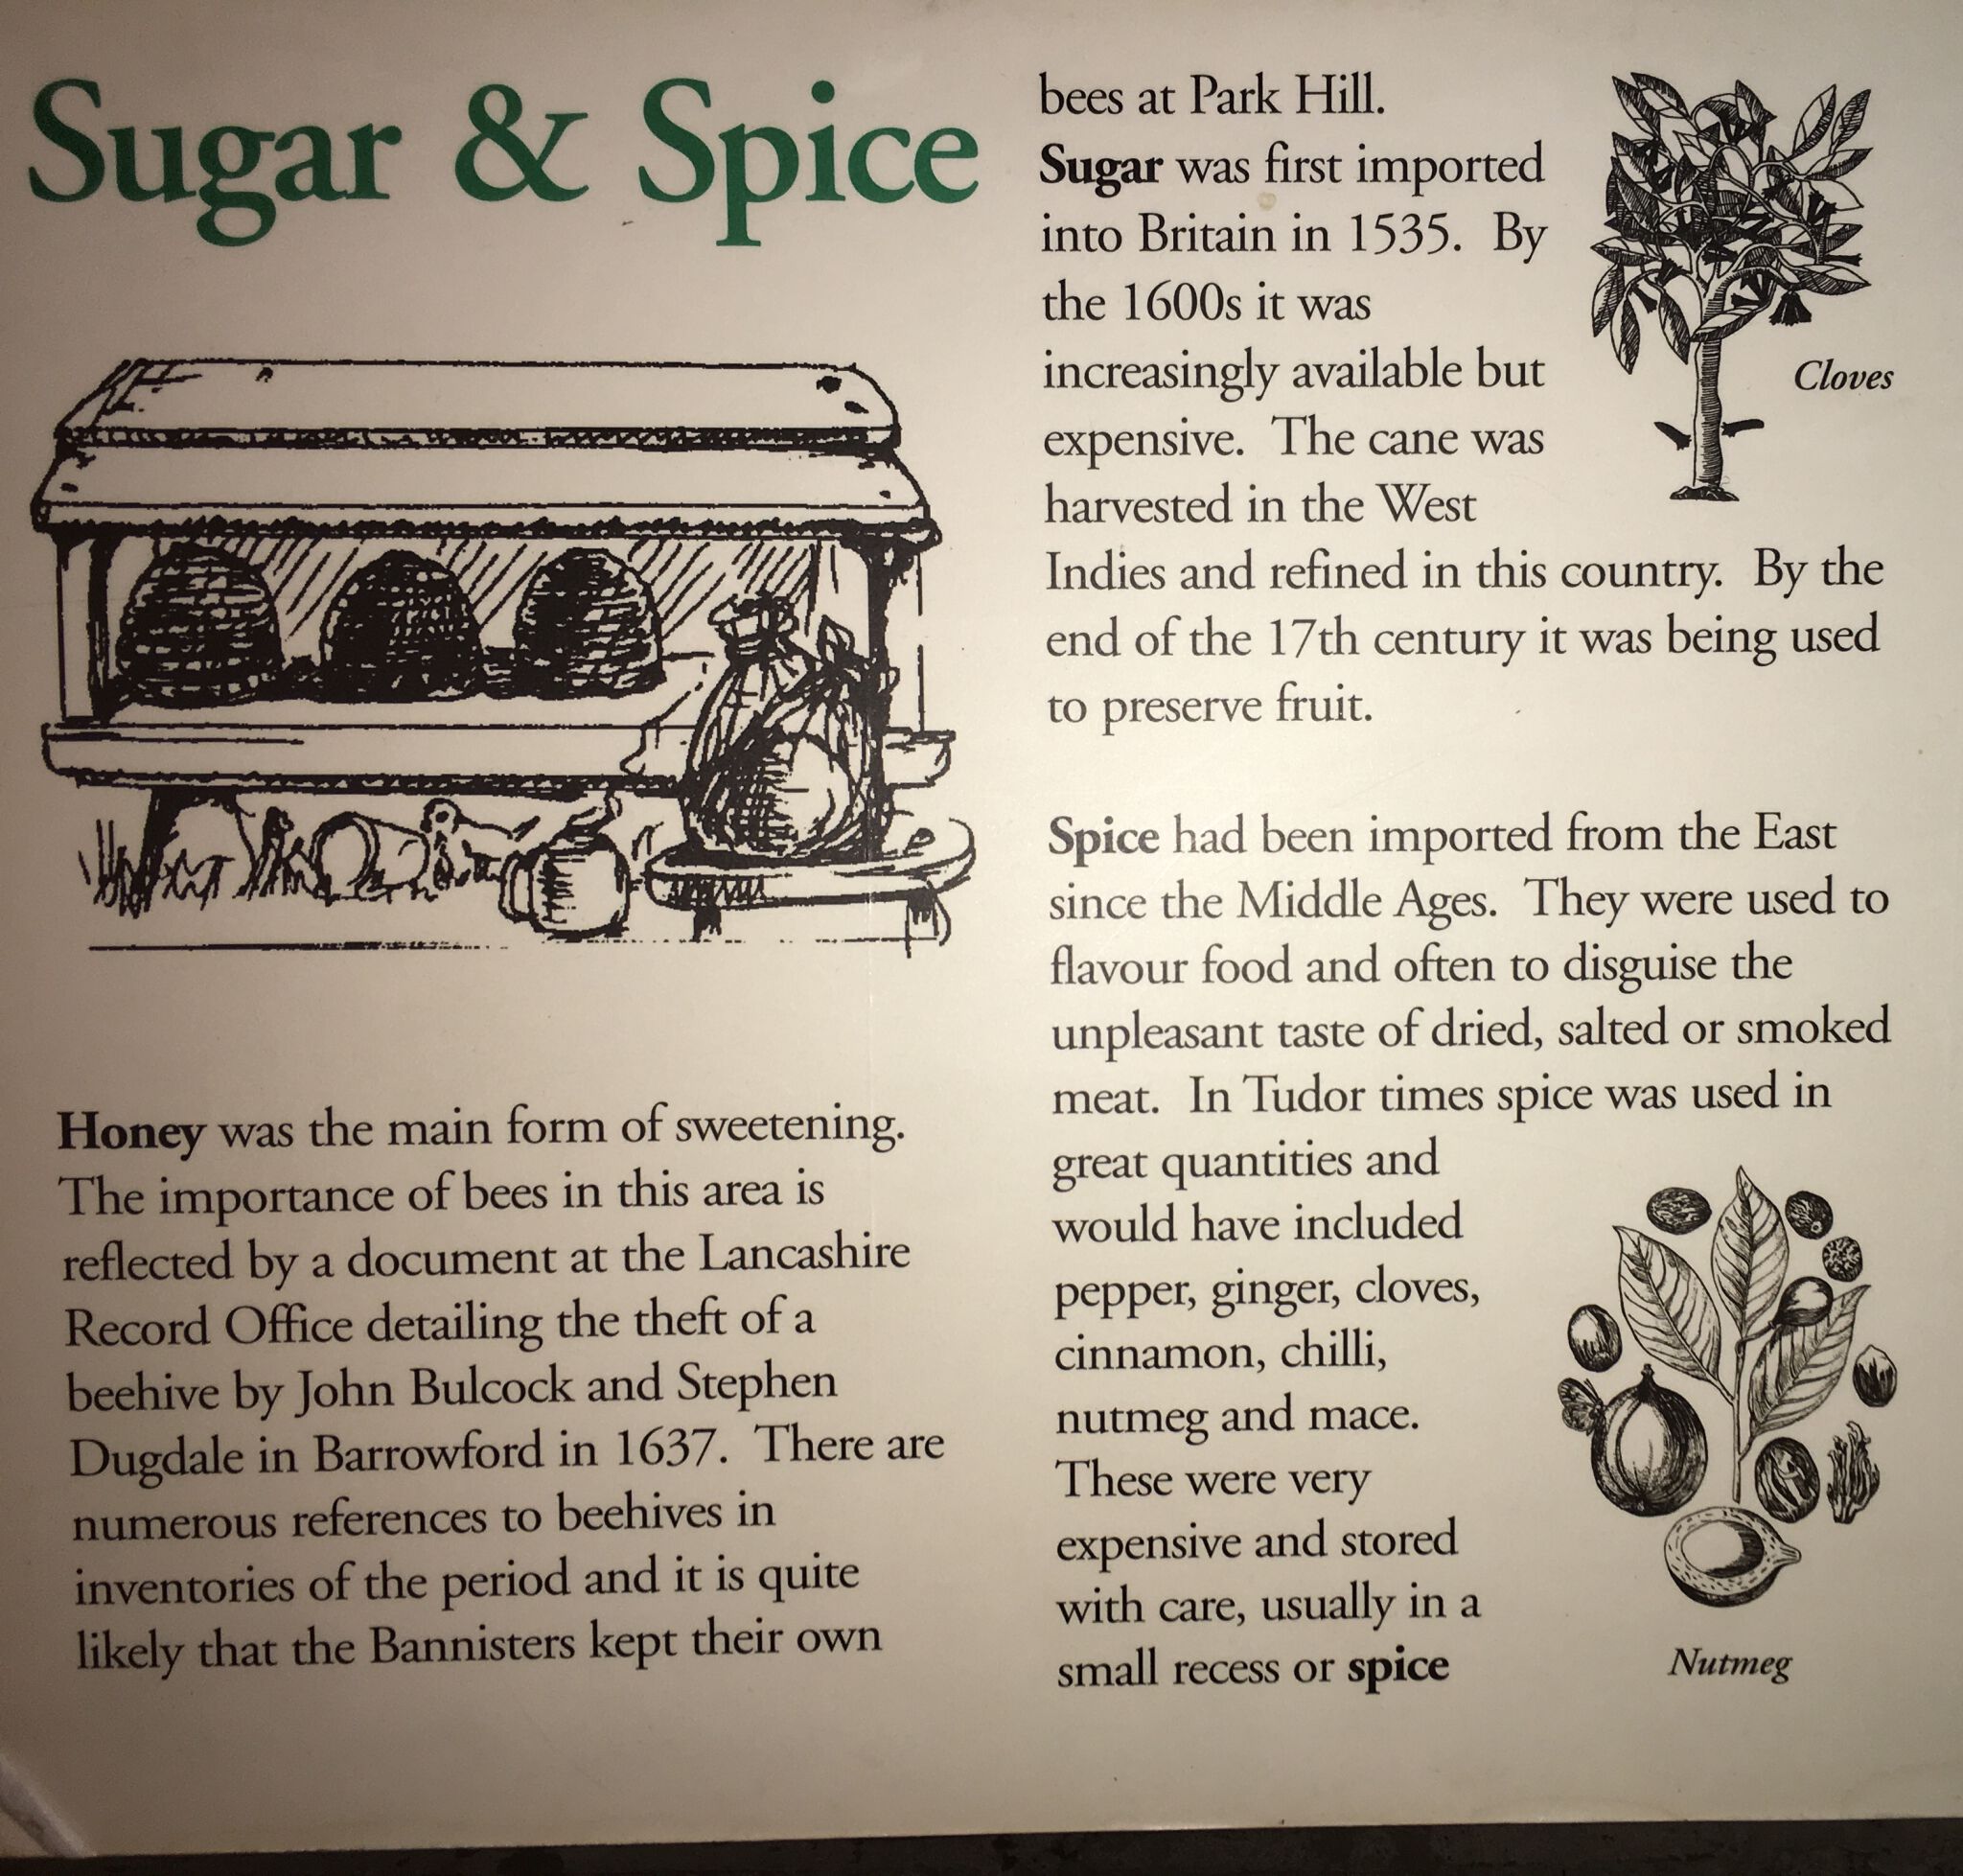 Sugar & Spice
Honey was the main form of sweetening.
The importance of bees in this area is
reflected by a document at the Lancashire
Record Office detailing the theft of a
beehive by John Bulcock and Stephen
Dugdale in Barrowford in 1637. There are
numerous references to beehives in
inventories of the period and it is quite
likely that the Bannisters kept their own
bees at Park Hill.
Sugar was first imported
into Britain in 1535. By
the 1600s it was
increasingly available but
expensive. The cane was
harvested in the West
Indies and refined in this country. By the
end of the 17th century it was being used
to preserve fruit.
Cloves
Spice had been imported from the East
since the Middle Ages. They were used to
flavour food and often to disguise the
unpleasant taste of dried, salted or smoked
meat. In Tudor times spice was used in
great quantities and
would have included
pepper, ginger, cloves,
cinnamon, chilli,
nutmeg and mace.
These were very
expensive and stored
with care, usually in a
small recess or spice
Nutmeg